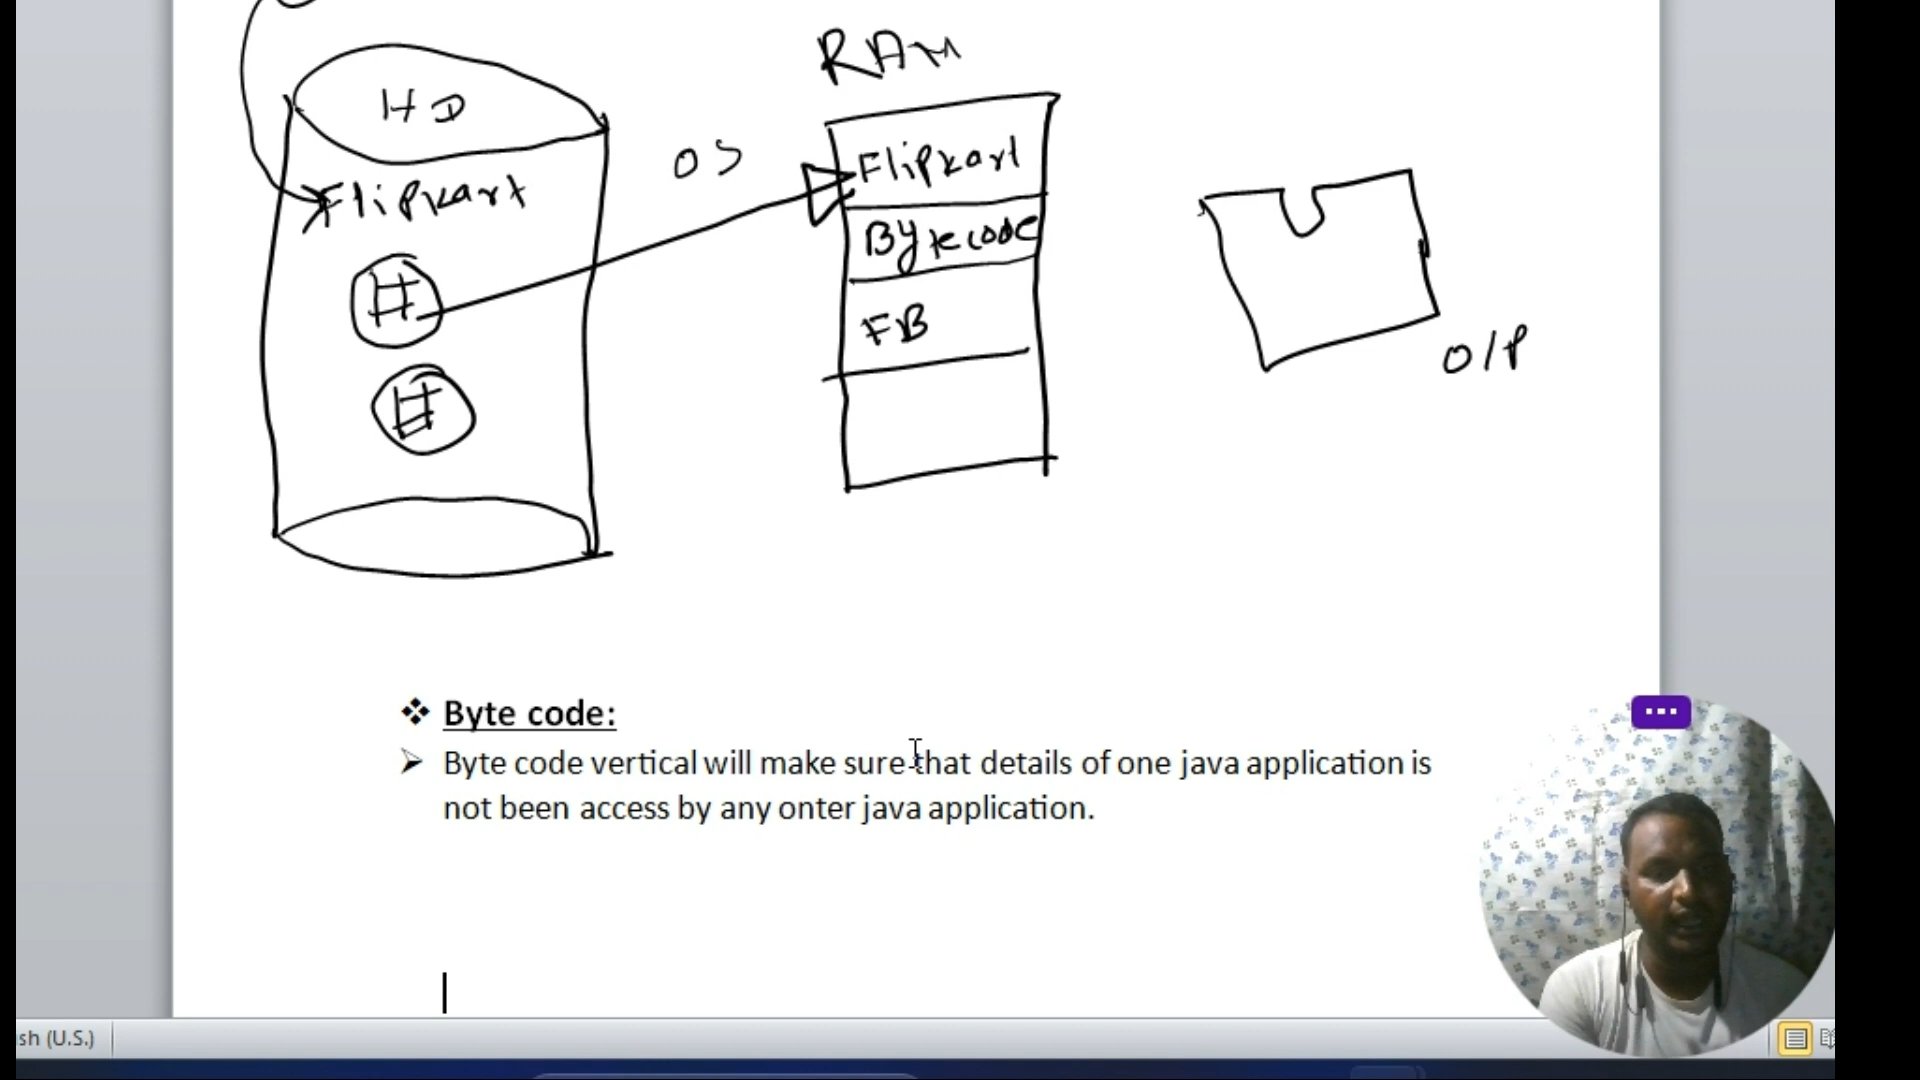 RAM
HD
OS
Flipkart
Flipkart
Bytecode
FB
O/P
Byte code:
Byte code vertical will make sure that details of one java application is
not been access by any onter java application.
sh (U.S.)